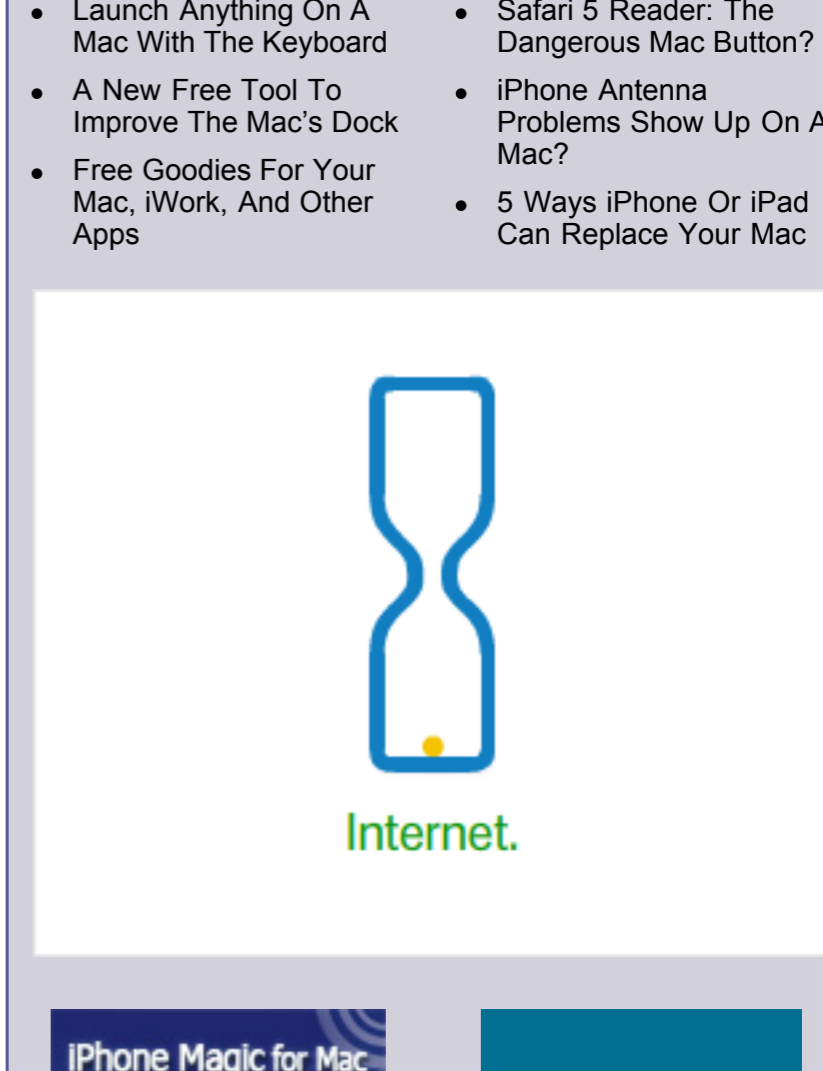 Launch Anything On A
Mac With The Keyboard
A New Free Tool To
Improve The Mac’s Dock
Free Goodies For Your
Mac, iWork, And Other
Apps
Safari 5 Reader: The
Dangerous Mac Button?
iPhone Antenna
Problems Show Up On A
Mac?
5 Ways iPhone Or iPad
Can Replace Your Mac
Internet.
iPhone Magic for Mac